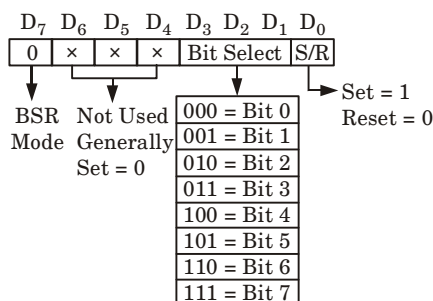 D7 D6 D5 D4 D3 D2 D1 D0
0 × × × Bit Select S/R
BSR Mode
Not Used Generally Set = 0
Set = 1
Reset = 0
000 = Bit 0
001 = Bit 1
010 = Bit 2
011 = Bit 3
100 = Bit 4
101 = Bit 5
110 = Bit 6
111 = Bit 7